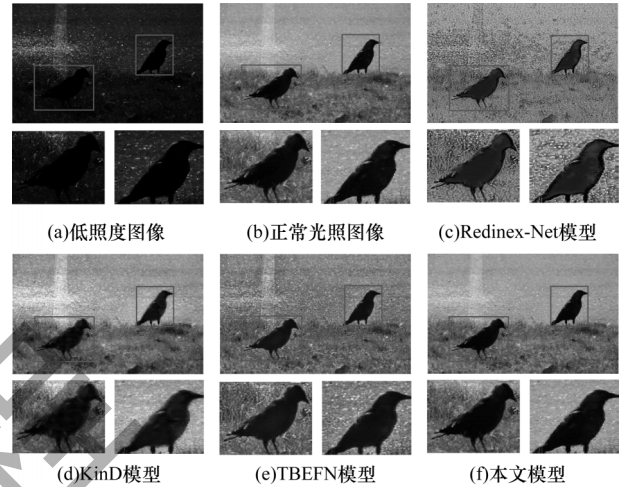 (a)低照度图像
(b)正常光照图像
(c)Redinex-Net模型
(d)KinD模型
(e)TBEFN模型
(f)本文模型